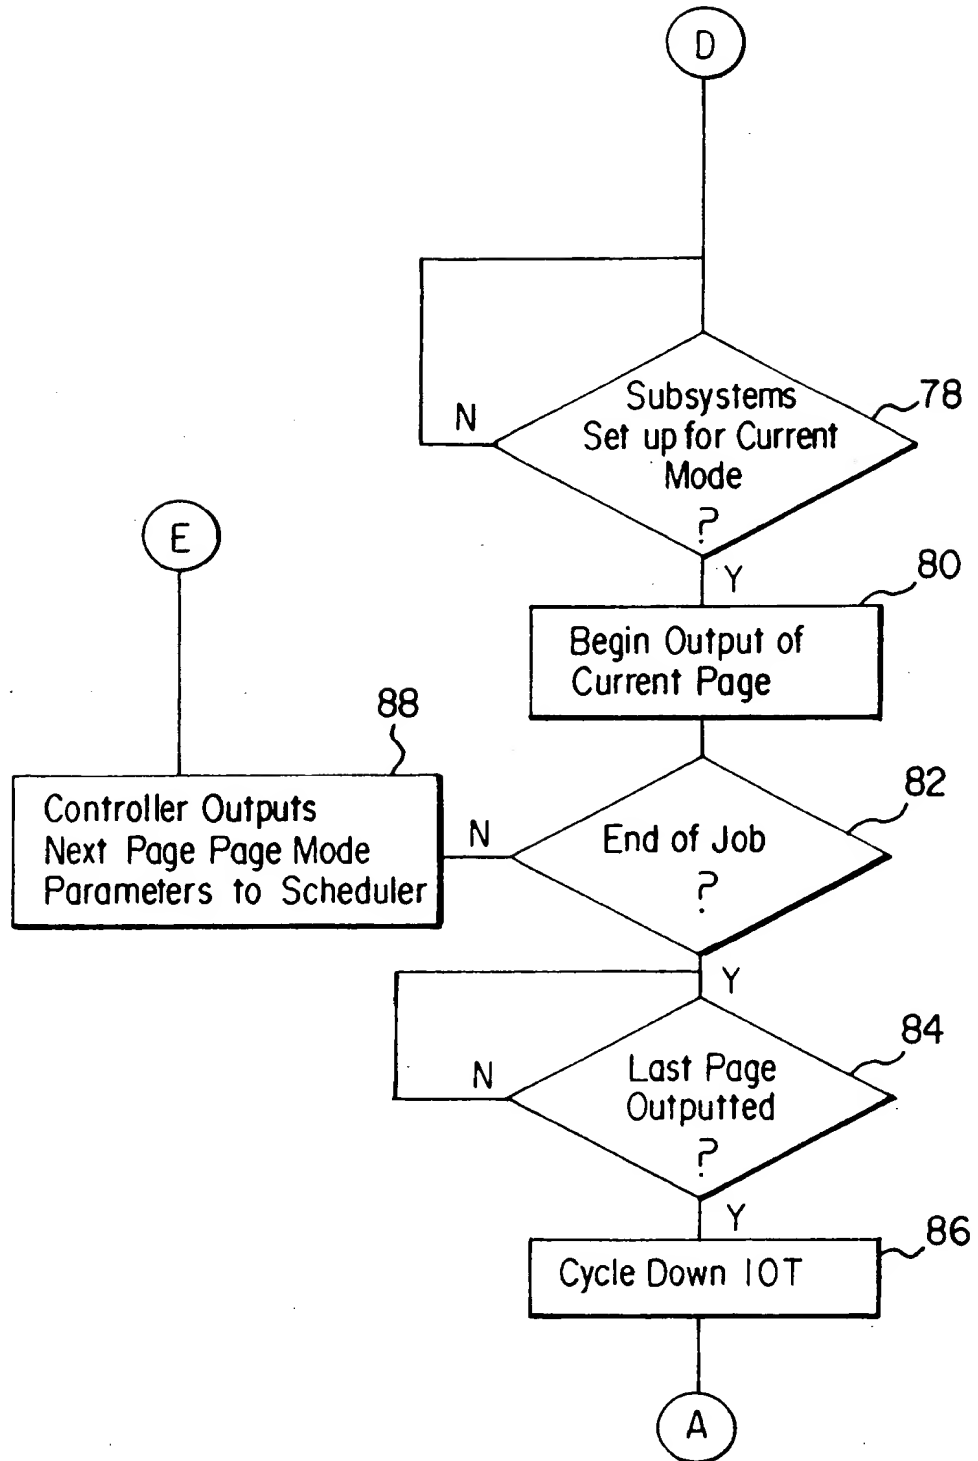 D
Subsystems
Set up for Current
Mode
?
N
78
Y
E
80
Begin Output of
Current Page
88
Controller Outputs
Next Page Page Mode
Parameters to Scheduler
N
82
End of Job
?
Y
84
N
Last Page
Outputted
?
Y
86
Cycle Down IOT
A